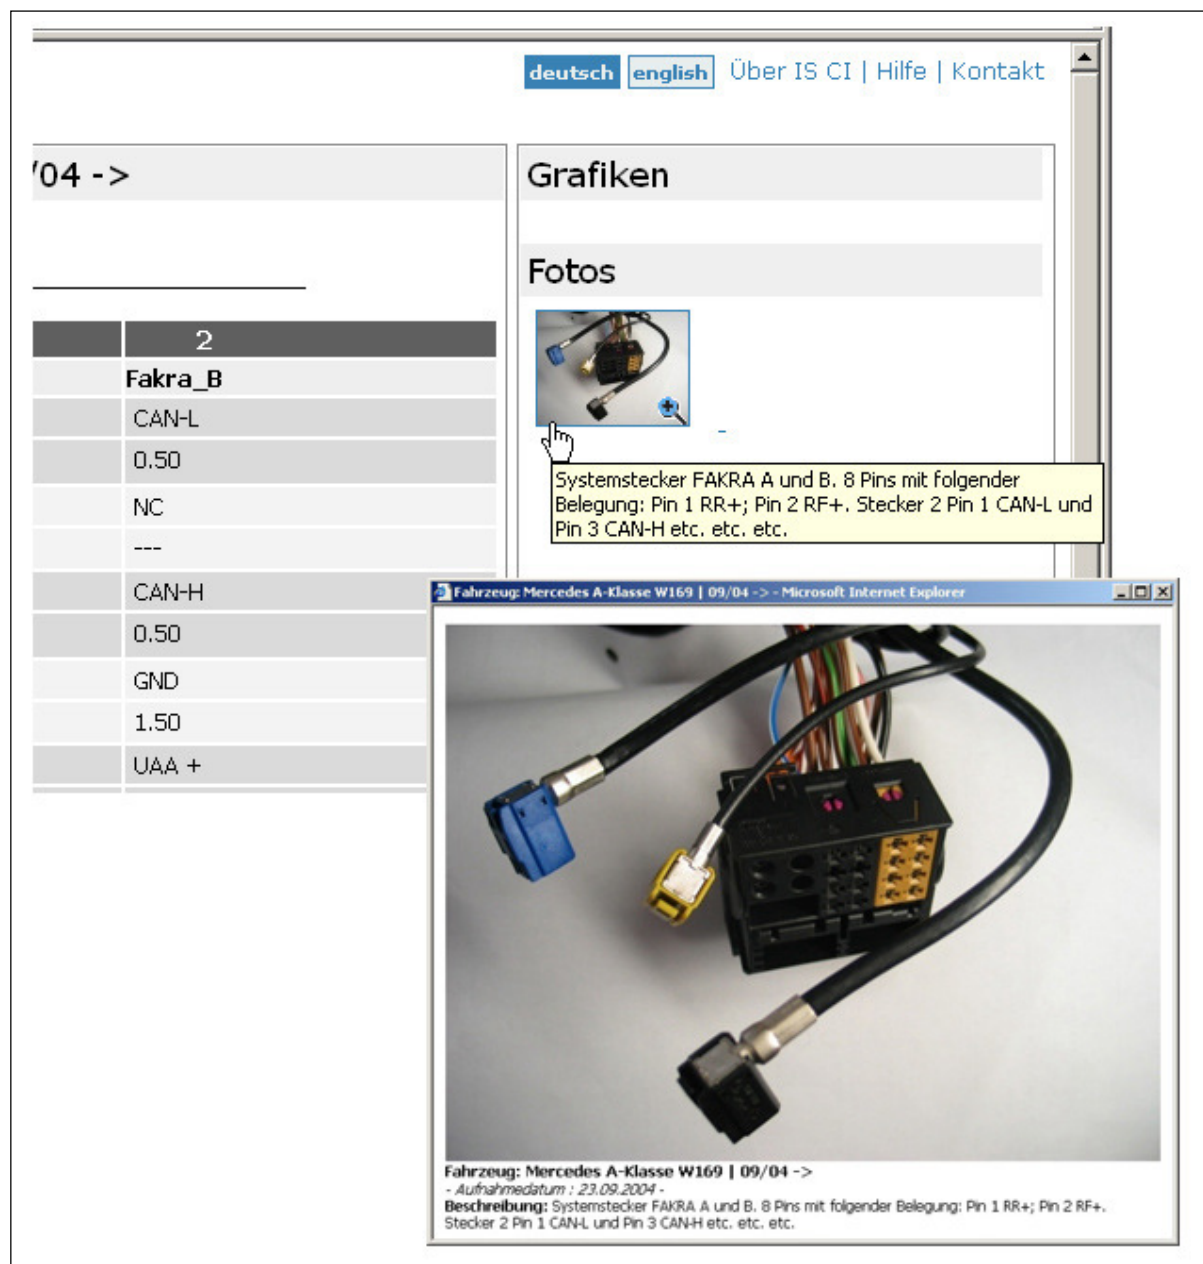 deutsch english Über IS CI | Hilfe | Kontakt
/04 ->
Grafiken
Fotos
2
Fakra_B
CAN-L
0.50
NC
---
CAN-H
0.50
GND
1.50
UAA +
-
Systemstecker FAKRA A und B. 8 Pins mit folgender
Belegung: Pin 1 RR+; Pin 2 RF+. Stecker 2 Pin 1 CAN-L und
Pin 3 CAN-H etc. etc. etc.
Fahrzeug: Mercedes A-Klasse W169 | 09/04 -> - Microsoft Internet Explorer
Fahrzeug: Mercedes A-Klasse W169 | 09/04 ->
- Aufnahmedatum : 23.09.2004 -
Beschreibung: Systemstecker FAKRA A und B. 8 Pins mit folgender Belegung: Pin 1 RR+; Pin 2 RF+.
Stecker 2 Pin 1 CAN-L und Pin 3 CAN-H etc. etc. etc.